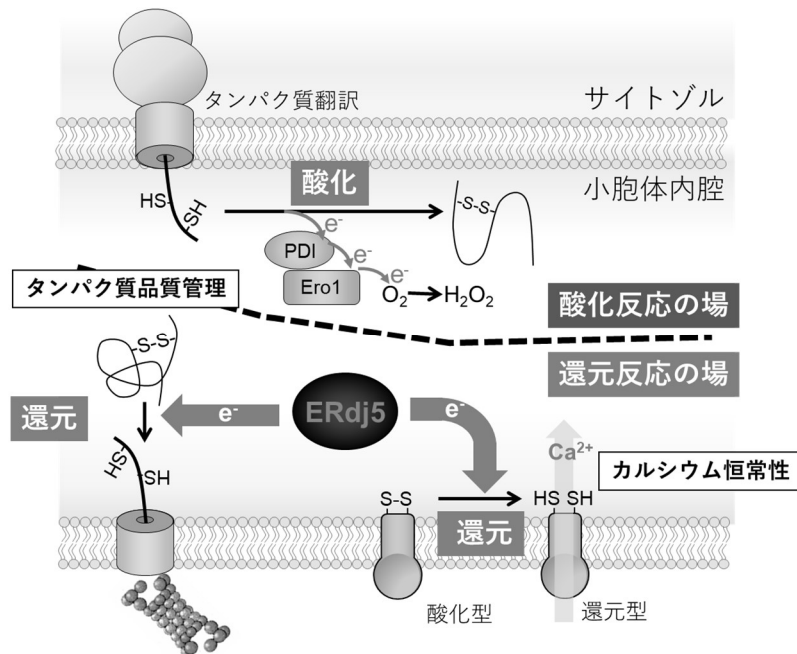 タンパク質翻訳
サイトゾル
小胞体内腔
酸化
HS-
-SH
-S-S-
e-
PDI
e-
Ero1
e-
O₂
H₂O₂
タンパク質品質管理
酸化反応の場
還元反応の場
-S-S-
還元
e-
ERdj5
e-
Ca²⁺
カルシウム恒常性
HS-
-SH
S-S
HS SH
還元
酸化型
還元型